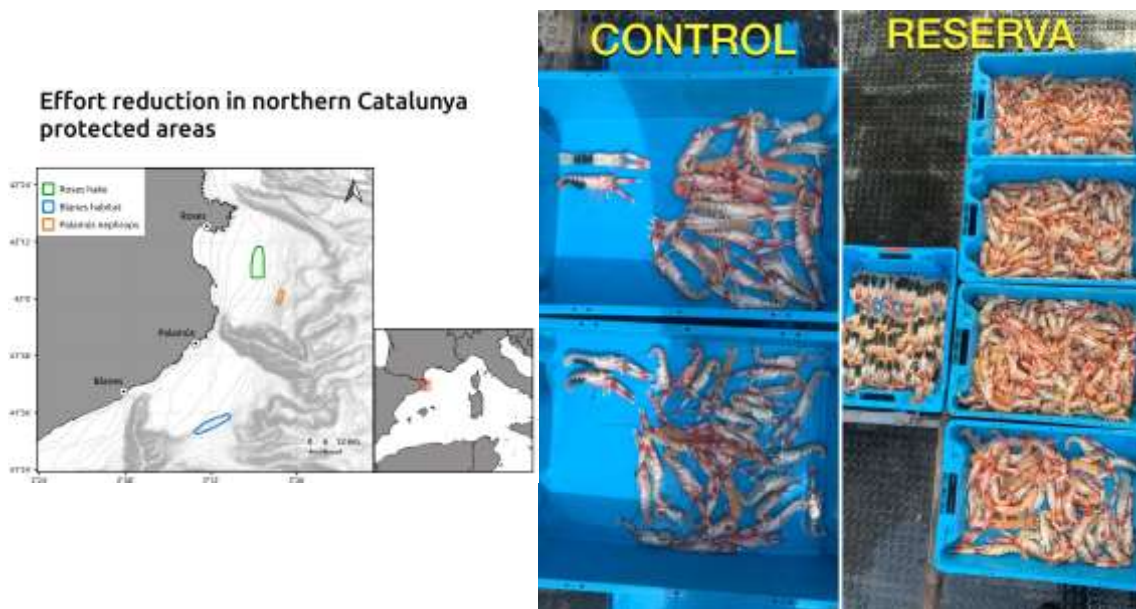 Effort reduction in northern Catalunya
protected areas
Roses hake
Blanes habitat
Palamós nephrops
Roses
Palamós
Blanes
CONTROL
RESERVA